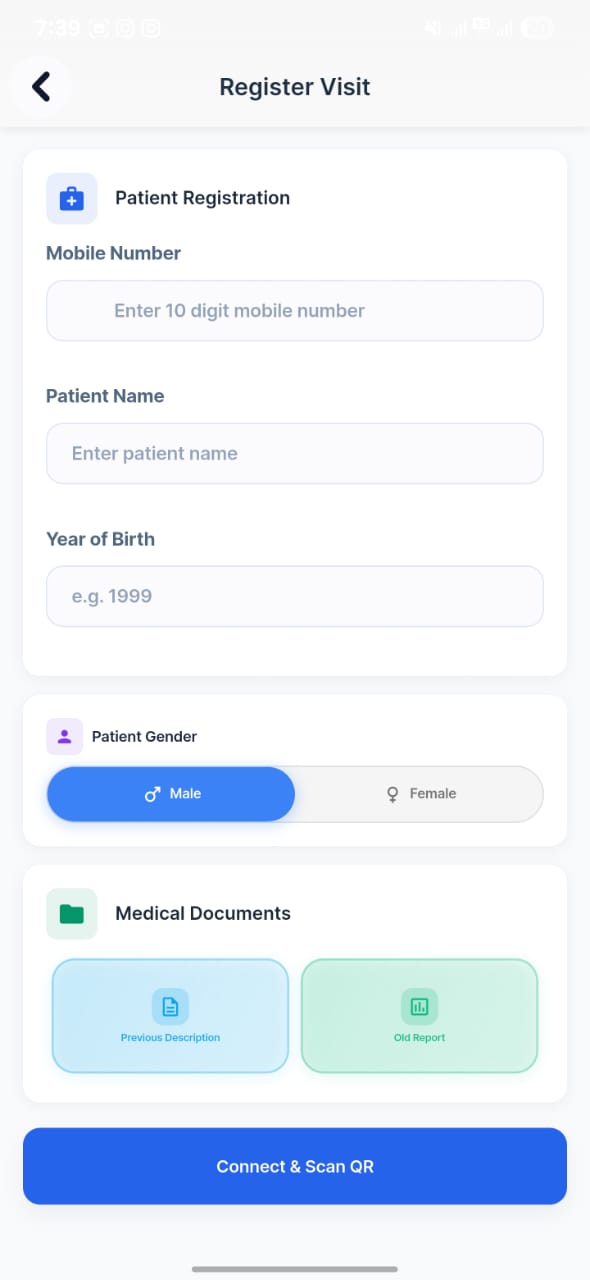 7:39
Register Visit
Patient Registration
Mobile Number
Enter 10 digit mobile number
Patient Name
Enter patient name
Year of Birth
e.g. 1999
Patient Gender
Male
Female
Medical Documents
Previous Description
Old Report
Connect & Scan QR